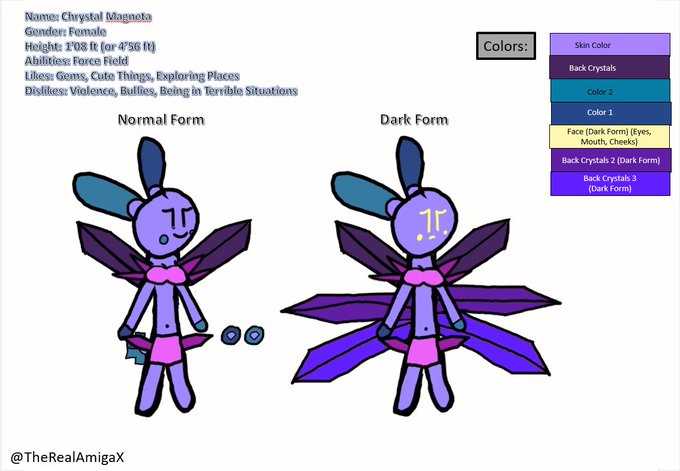 Name: Chrystal Magneta
Gender: Female
Height: 1'08 ft (or 4'56 ft)
Abilities: Force Field
Likes: Gems, Cute Things, Exploring Places
Dislikes: Violence, Bullies, Being in Terrible Situations
Colors:
Skin Color
Back Crystals
Color 2
Color 1
Face (Dark Form) (Eyes,
Mouth, Cheeks)
Back Crystals 2 (Dark Form)
Back Crystals 3
(Dark Form)
Normal Form
Dark Form
@TheRealAmigaX